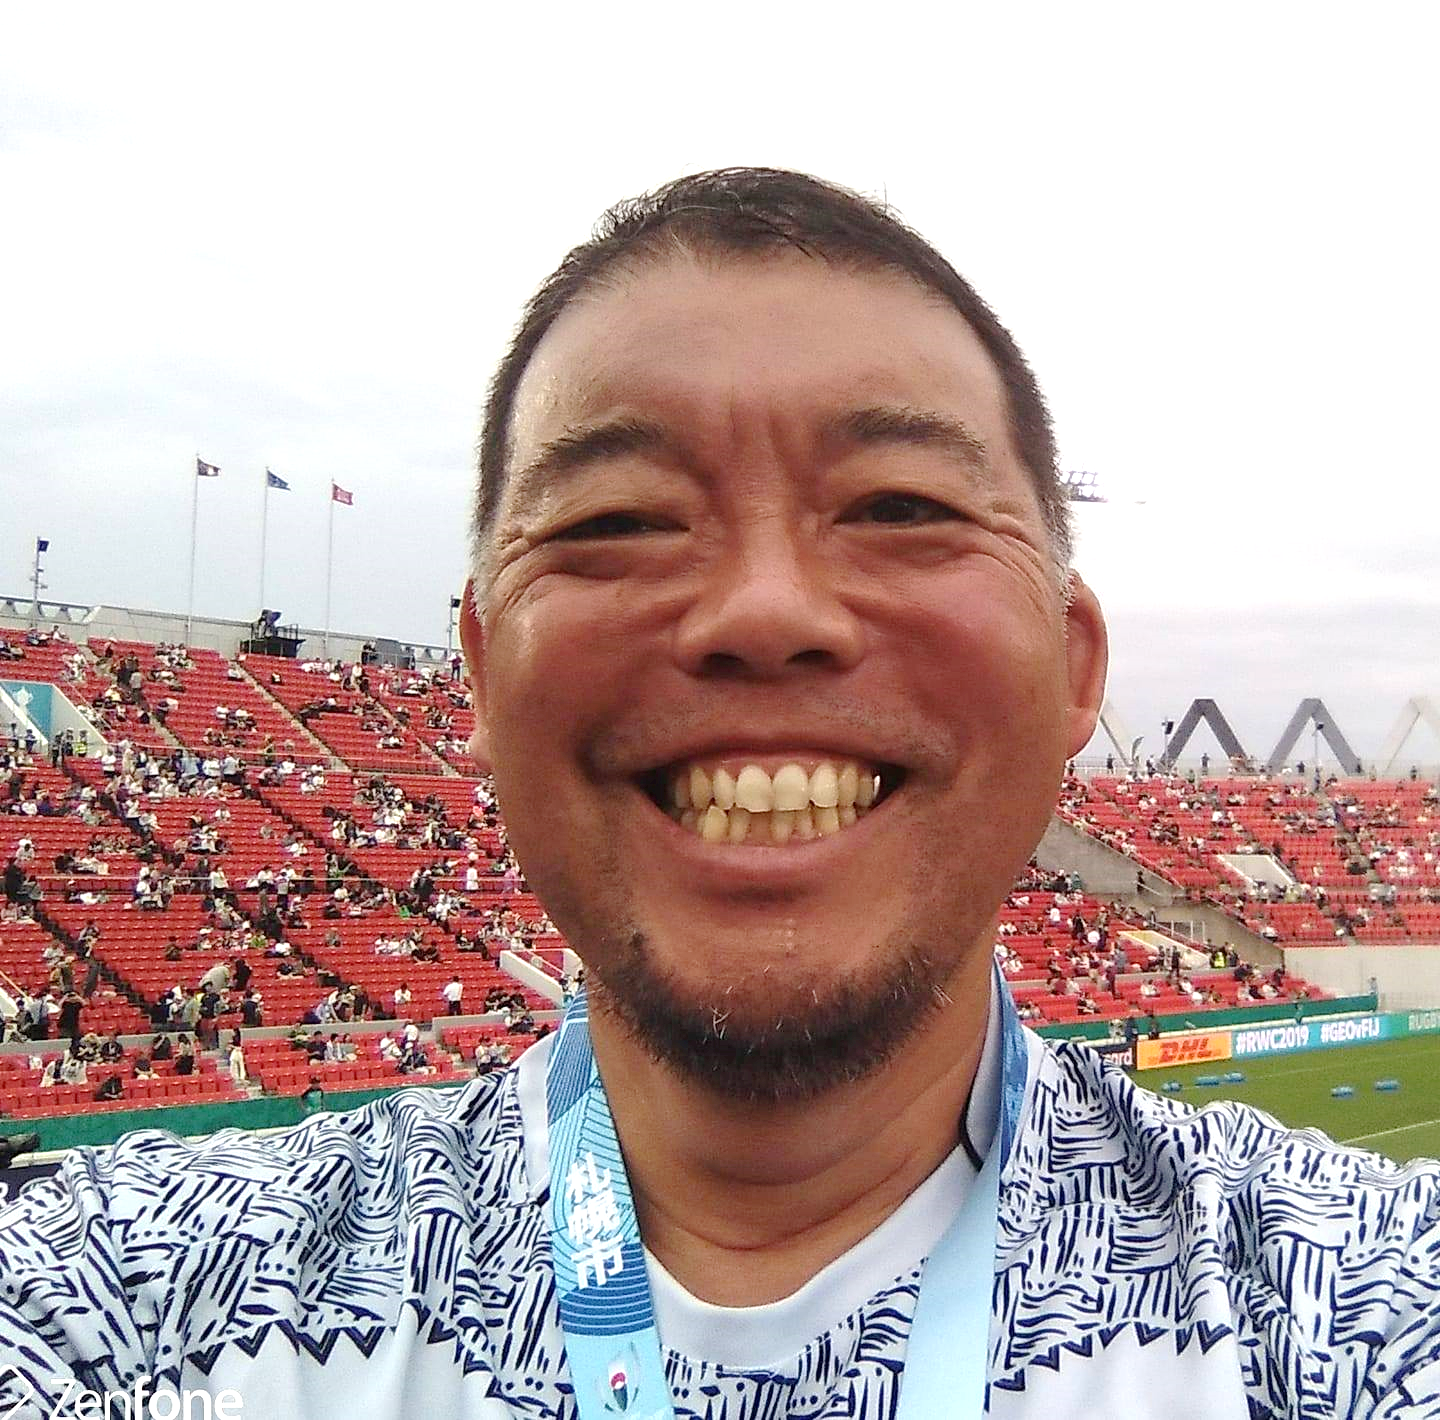 DHL
#RWC2019 #GEOvFIJ
札幌市
Zenfone